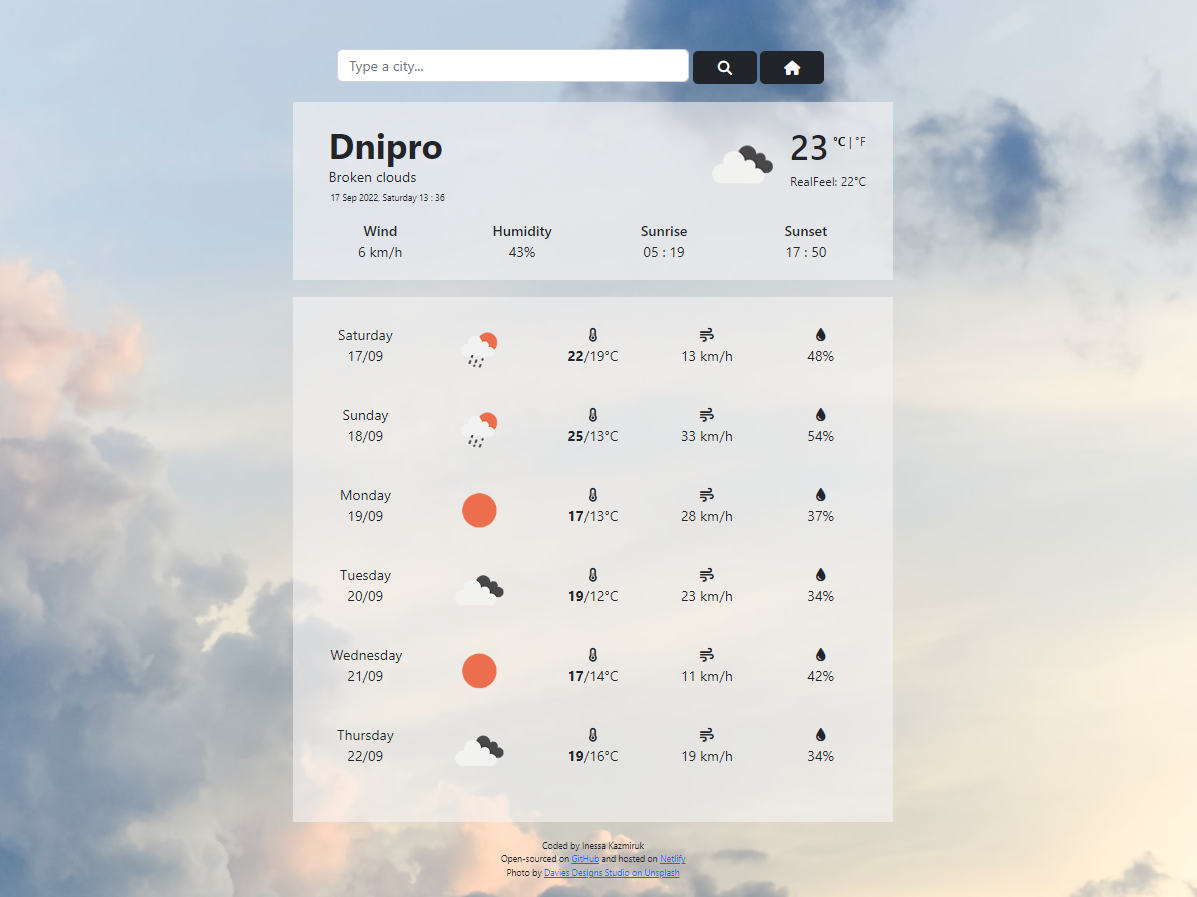 Type a city...
Dnipro
Broken clouds
17 Sep 2022, Saturday 13 : 36
23 °C | °F
RealFeel: 22°C
Wind Humidity Sunrise Sunset
6 km/h 43% 05 : 19 17 : 50
Saturday
17/09 22/19°C 13 km/h 48%
Sunday
18/09 25/13°C 33 km/h 54%
Monday
19/09 17/13°C 28 km/h 37%
Tuesday
20/09 19/12°C 23 km/h 34%
Wednesday
21/09 17/14°C 11 km/h 42%
Thursday
22/09 19/16°C 19 km/h 34%
Coded by Inessa Kazmiruk
Open-sourced on GitHub and hosted on Netlify
Photo by Davies Designs Studio on Unsplash